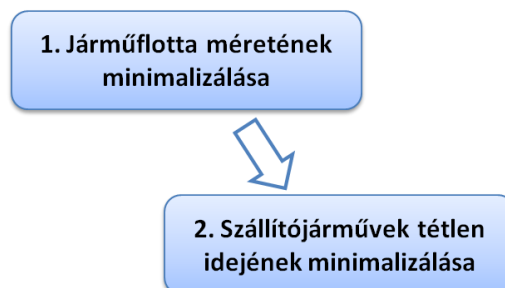 1. Járműflotta méretének
minimalizálása
2. Szállítójárművek tétlen
idejének minimalizálása